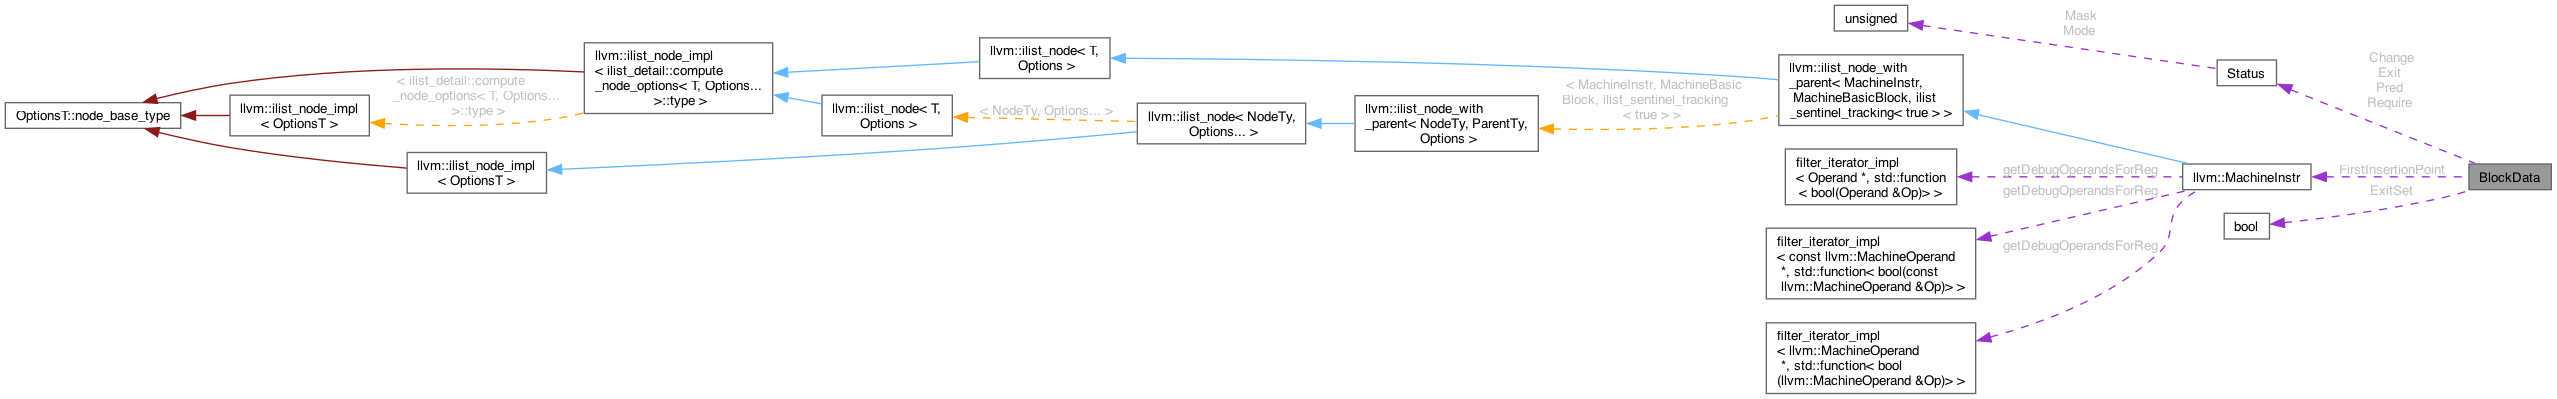 OptionsT::node_base_type
llvm::ilist_node_impl
< OptionsT >
< ilist_detail::compute
_node_options< T, Options...
>::type >
llvm::ilist_node_impl
< OptionsT >
llvm::ilist_node_impl
< ilist_detail::compute
_node_options< T, Options...
>::type >
llvm::ilist_node< T,
Options >
llvm::ilist_node< T,
Options >
< NodeTy, Options... >
llvm::ilist_node< NodeTy,
Options... >
llvm::ilist_node_with
_parent< NodeTy, ParentTy,
Options >
< MachineInstr, MachineBasic
Block, ilist_sentinel_tracking
< true > >
llvm::ilist_node_with
_parent< MachineInstr,
MachineBasicBlock, ilist
_sentinel_tracking< true > >
unsigned
Mask
Mode
Status
Change
Exit
Pred
Require
filter_iterator_impl
< Operand *, std::function
< bool(Operand &Op)> >
getDebugOperandsForReg
getDebugOperandsForReg
llvm::MachineInstr
FirstInsertionPoint
BlockData
ExitSet
bool
filter_iterator_impl
< const llvm::MachineOperand
*, std::function< bool(const
llvm::MachineOperand &Op)> >
getDebugOperandsForReg
filter_iterator_impl
< llvm::MachineOperand
*, std::function< bool
(llvm::MachineOperand &Op)> >